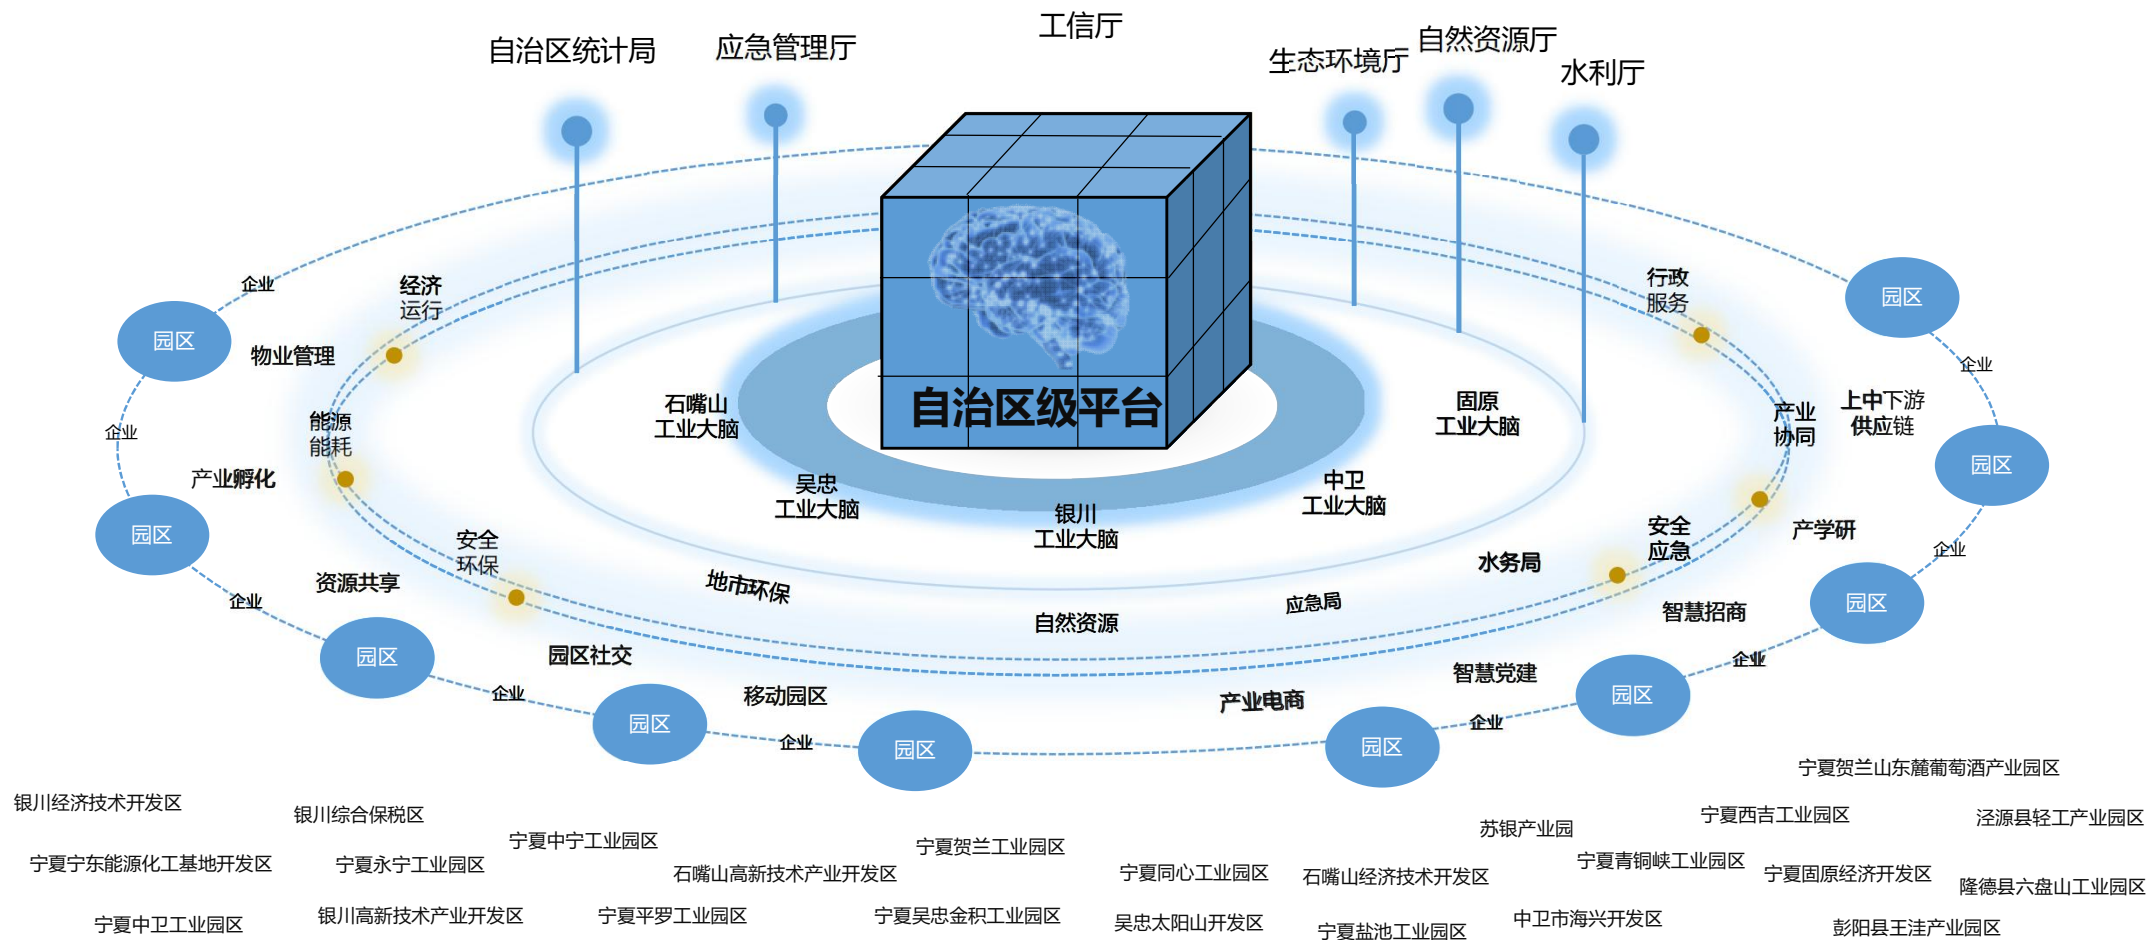 工信厅
自治区统计局
应急管理厅
生态环境厅
自然资源厅
水利厅
企业
经济
运行
行政
服务
园区
园区
物业管理
企业
自治区级平台
石嘴山
工业大脑
固原
工业大脑
能源
能耗
企业
产业
协同
上中下游
供应链
产业孵化
园区
吴忠
工业大脑
中卫
工业大脑
银川
工业大脑
园区
安全
环保
安全
应急
产学研
企业
水务局
资源共享
地市环保
企业
自然资源
应急局
园区
智慧招商
园区
园区社交
企业
智慧党建
企业
移动园区
产业电商
园区
园区
企业
企业
园区
园区
宁夏贺兰山东麓葡萄酒产业园区
银川经济技术开发区
银川综合保税区
宁夏中宁工业园区
宁夏贺兰工业园区
苏银产业园
宁夏西吉工业园区
泾源县轻工产业园区
宁夏宁东能源化工基地开发区
宁夏永宁工业园区
石嘴山高新技术产业开发区
宁夏同心工业园区
石嘴山经济技术开发区
宁夏青铜峡工业园区
宁夏固原经济开发区
隆德县六盘山工业园区
宁夏中卫工业园区
银川高新技术产业开发区
宁夏平罗工业园区
宁夏吴忠金积工业园区
吴忠太阳山开发区
宁夏盐池工业园区
中卫市海兴开发区
彭阳县王洼产业园区